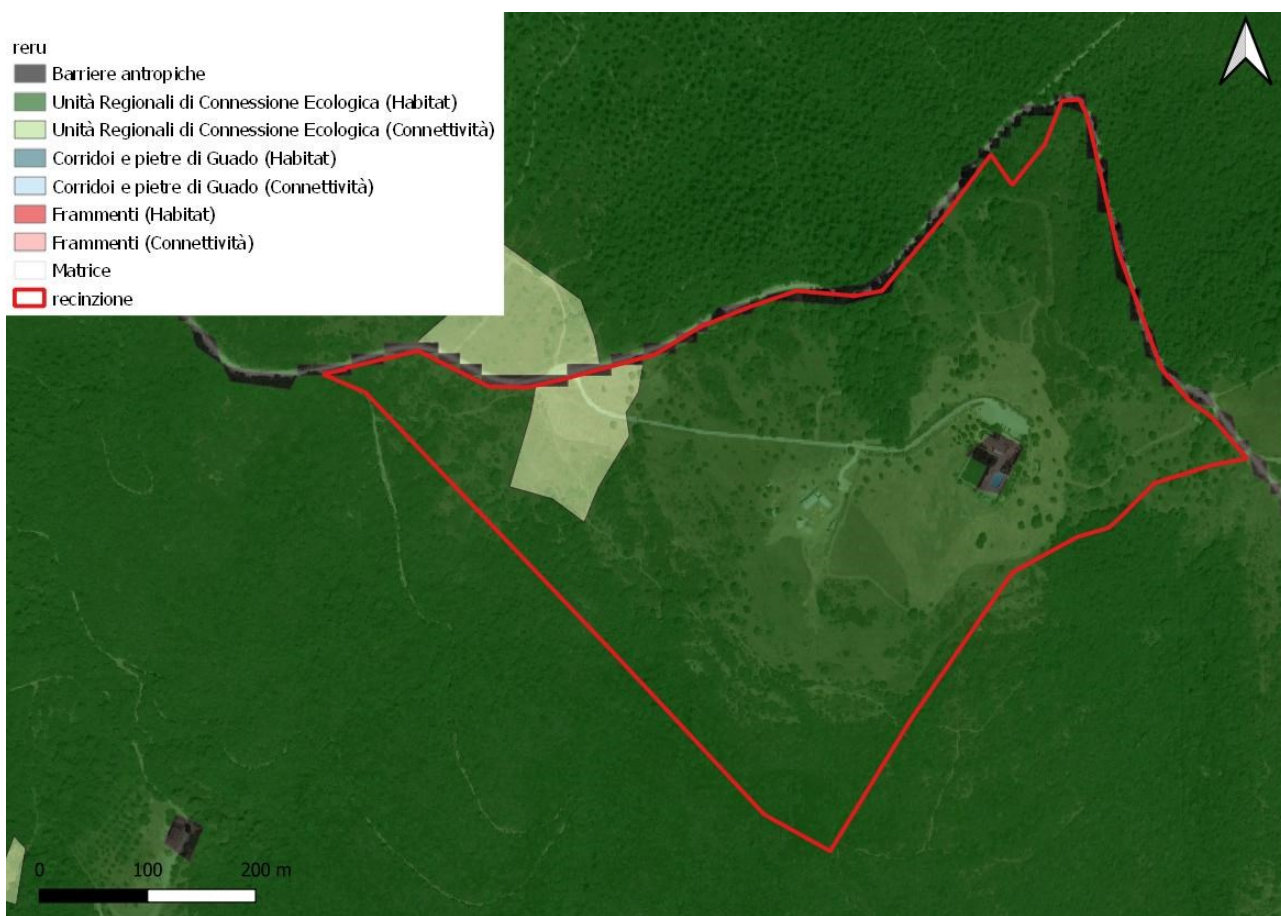 reru
Barriere antropiche
Unità Regionali di Connessione Ecologica (Habitat)
Unità Regionali di Connessione Ecologica (Connettività)
Corridoi e pietre di Guado (Habitat)
Corridoi e pietre di Guado (Connettività)
Frammenti (Habitat)
Frammenti (Connettività)
Matrice
recinzione
0 100 200 m